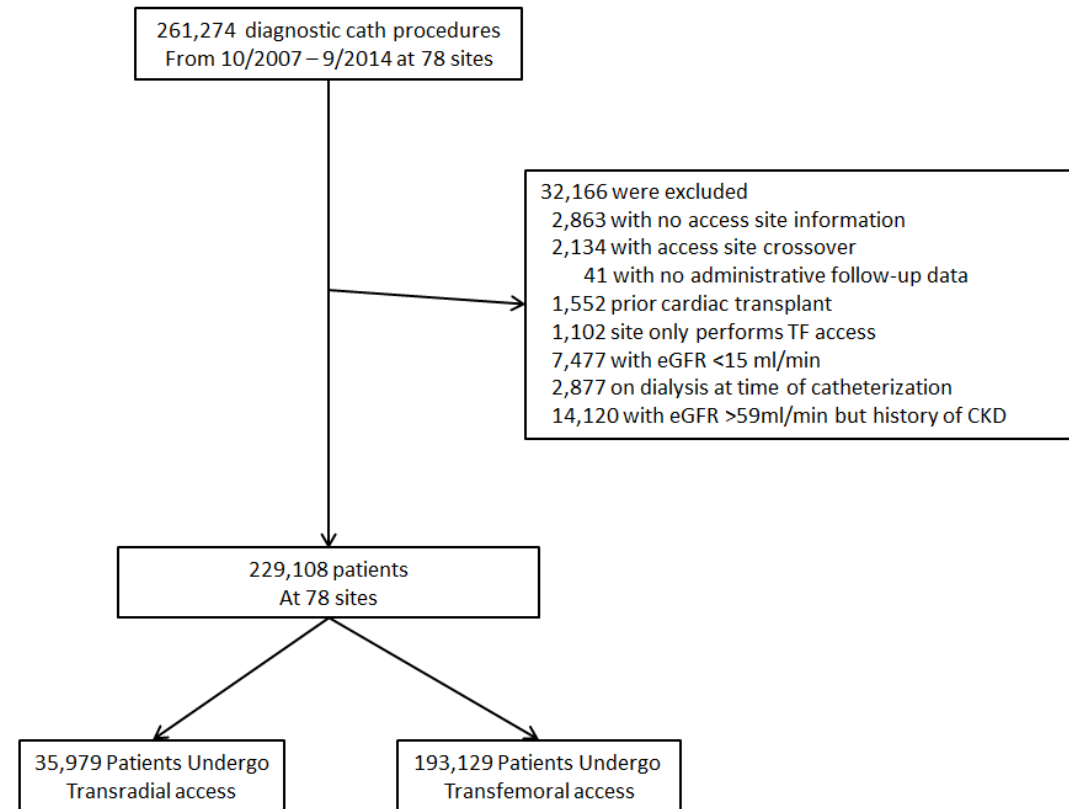 261,274 diagnostic cath procedures
From 10/2007 – 9/2014 at 78 sites
32,166 were excluded
2,863 with no access site information
2,134 with access site crossover
41 with no administrative follow-up data
1,552 prior cardiac transplant
1,102 site only performs TF access
7,477 with eGFR <15 ml/min
2,877 on dialysis at time of catheterization
14,120 with eGFR >59ml/min but history of CKD
229,108 patients
At 78 sites
35,979 Patients Undergo
Transradial access
193,129 Patients Undergo
Transfemoral access